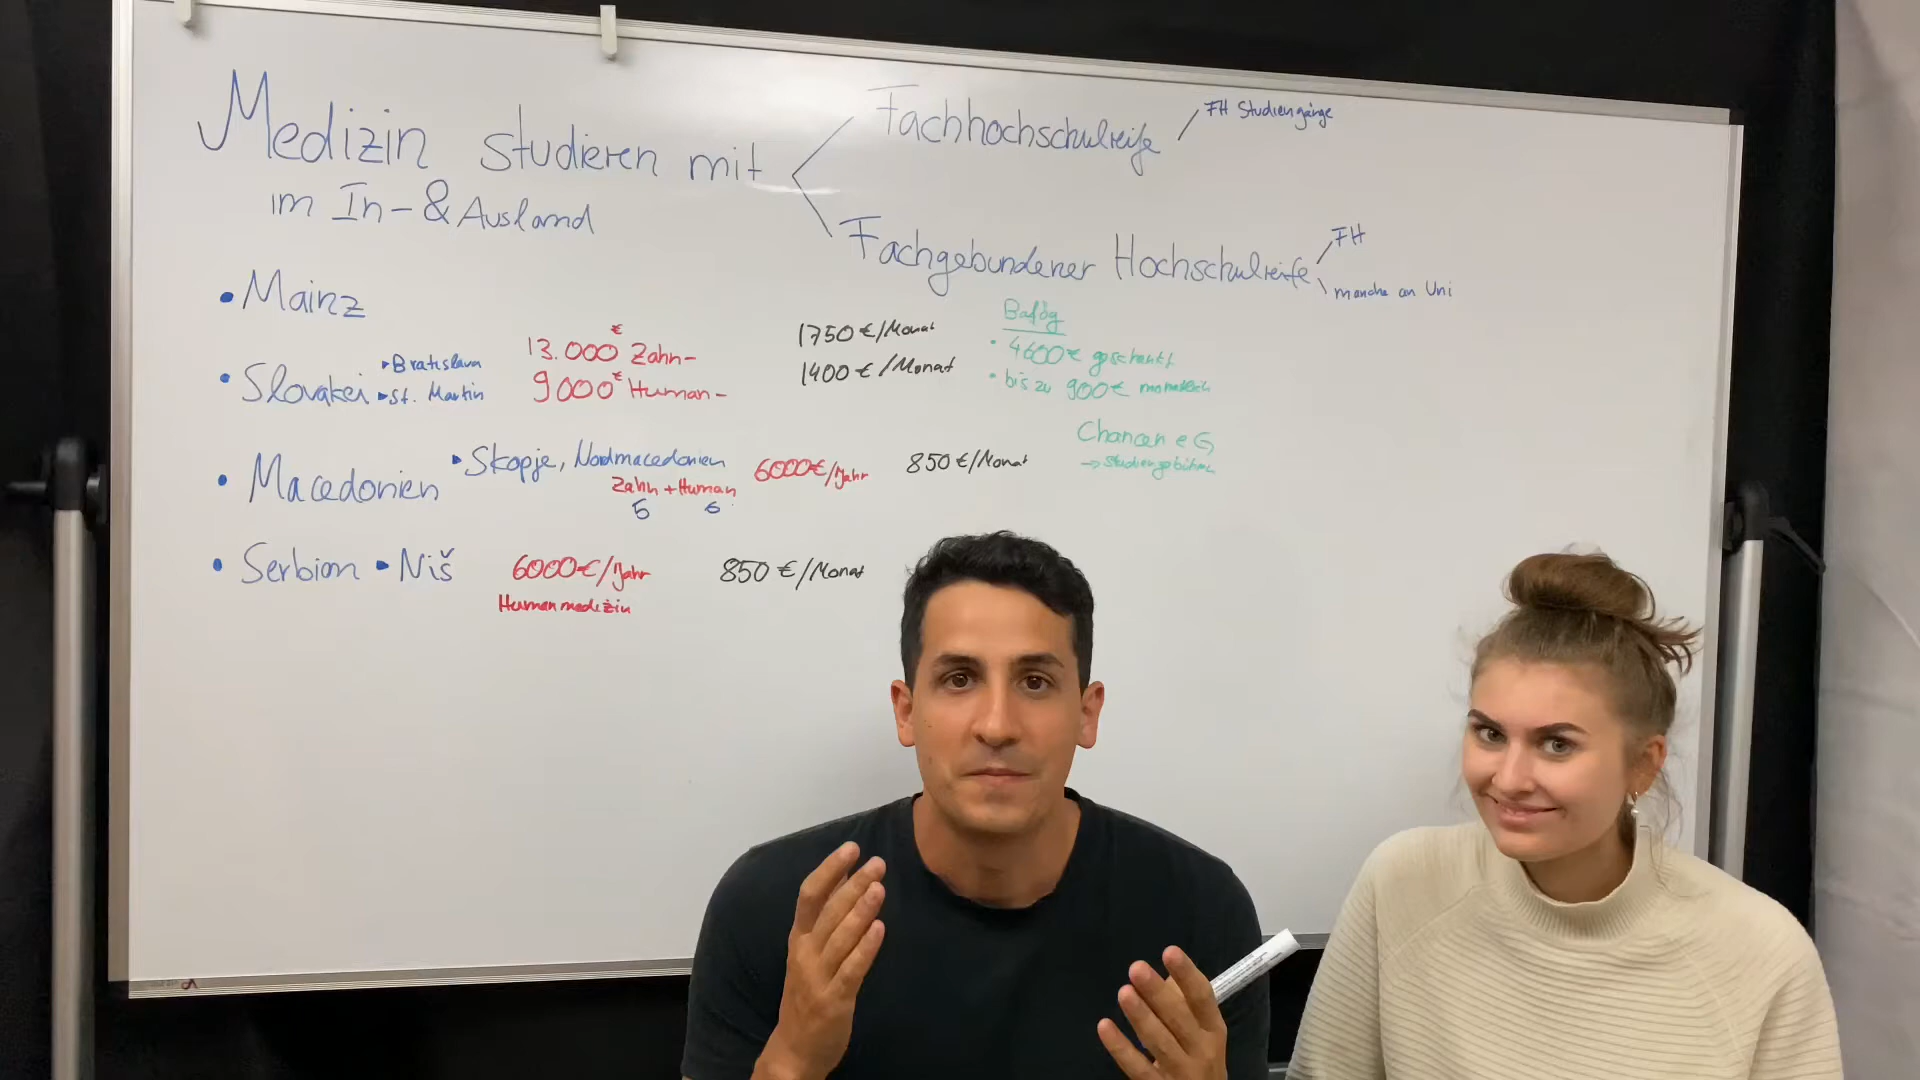 Medizin studieren mit
im In- & Ausland
Fachhochschulreife
FH Studiengänge
Fachgebundener Hochschulreife
FH
manche an Uni
• Mainz
• Slovakei
Bratislava
St. Martin
13.000€ Zahn-
9000€ Human-
1750 €/Monat
1400 €/Monat
Bafög
• 4600€ geschenkt
• bis zu 900€ monatlich
• Macedonien
Skopje, Nordmacedonien
Zahn + Human
5 6
6000€/Jahr
850 €/Monat
Chancen eG
→ Studiengebühren
• Serbien • Niš
6000€/Jahr
Humanmedizin
850 €/Monat